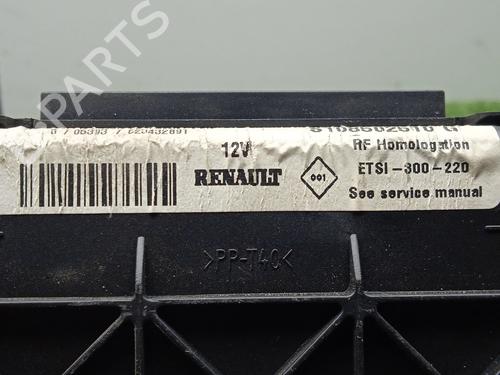 12V
RF Homologation
RENAULT
001
ETSI-300-220
See service manual
>PP-T40<
B-PARTS